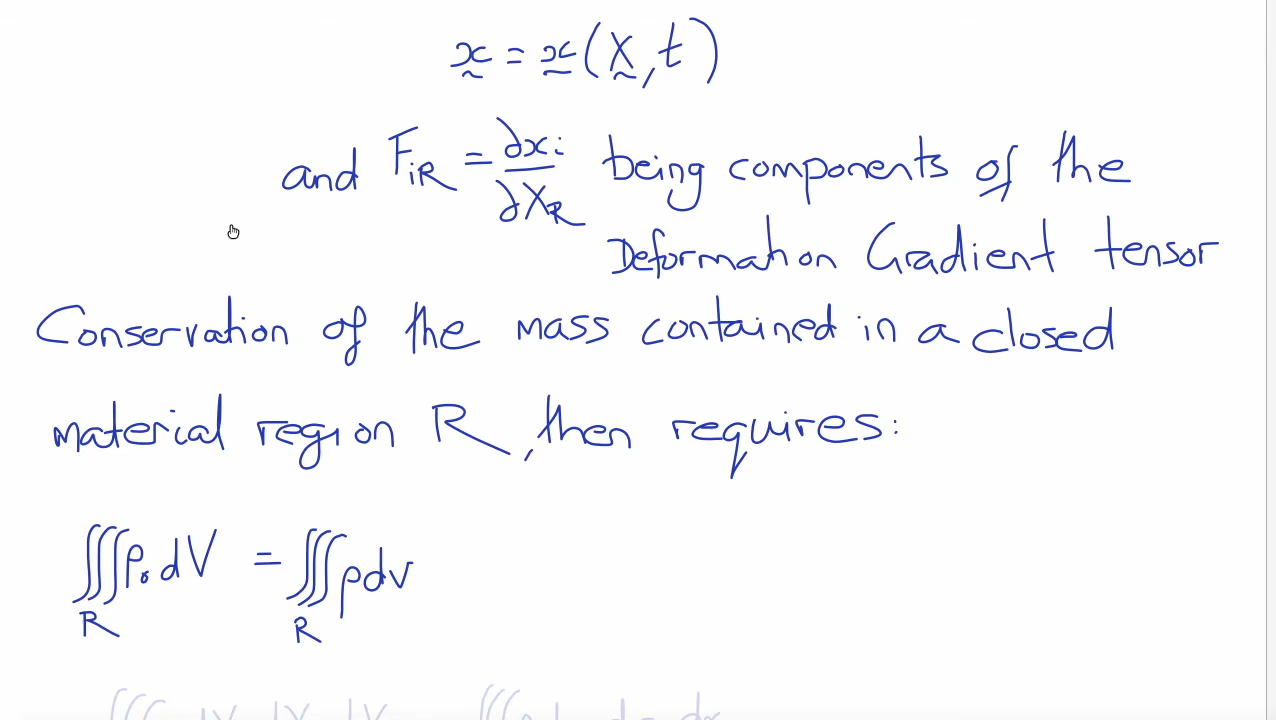 x = x(X, t)
and F_iR = ∂x_i/∂X_R being components of the
Deformation Gradient tensor
Conservation of the mass contained in a closed
material region R, then requires:
∭_R ρ₀ dV = ∭_R ρ dv